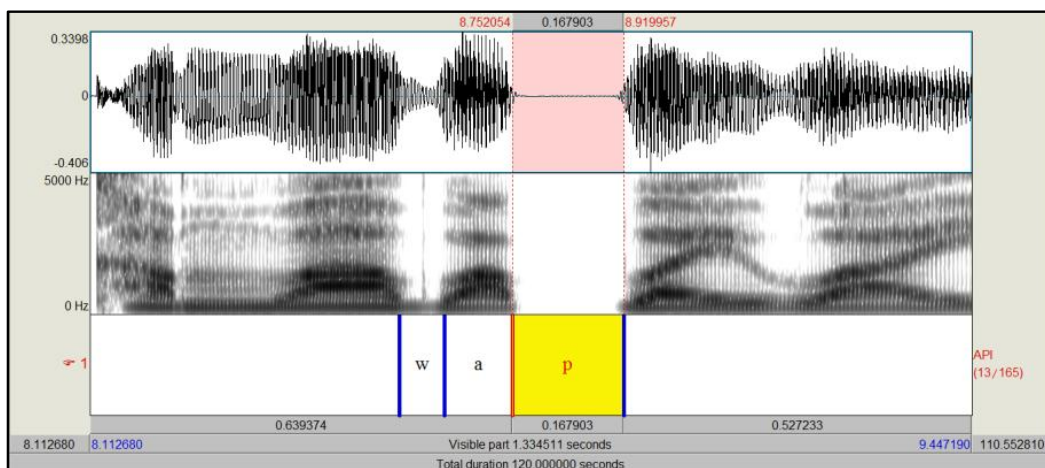 8.752054 0.167903 8.919957
0.3398
0
-0.406
5000 Hz
0 Hz
☞ 1 w a p API
(13/165)
0.639374 0.167903 0.527233
8.112680 8.112680 Visible part 1.334511 seconds 9.447190 110.552810
Total duration 120.000000 seconds